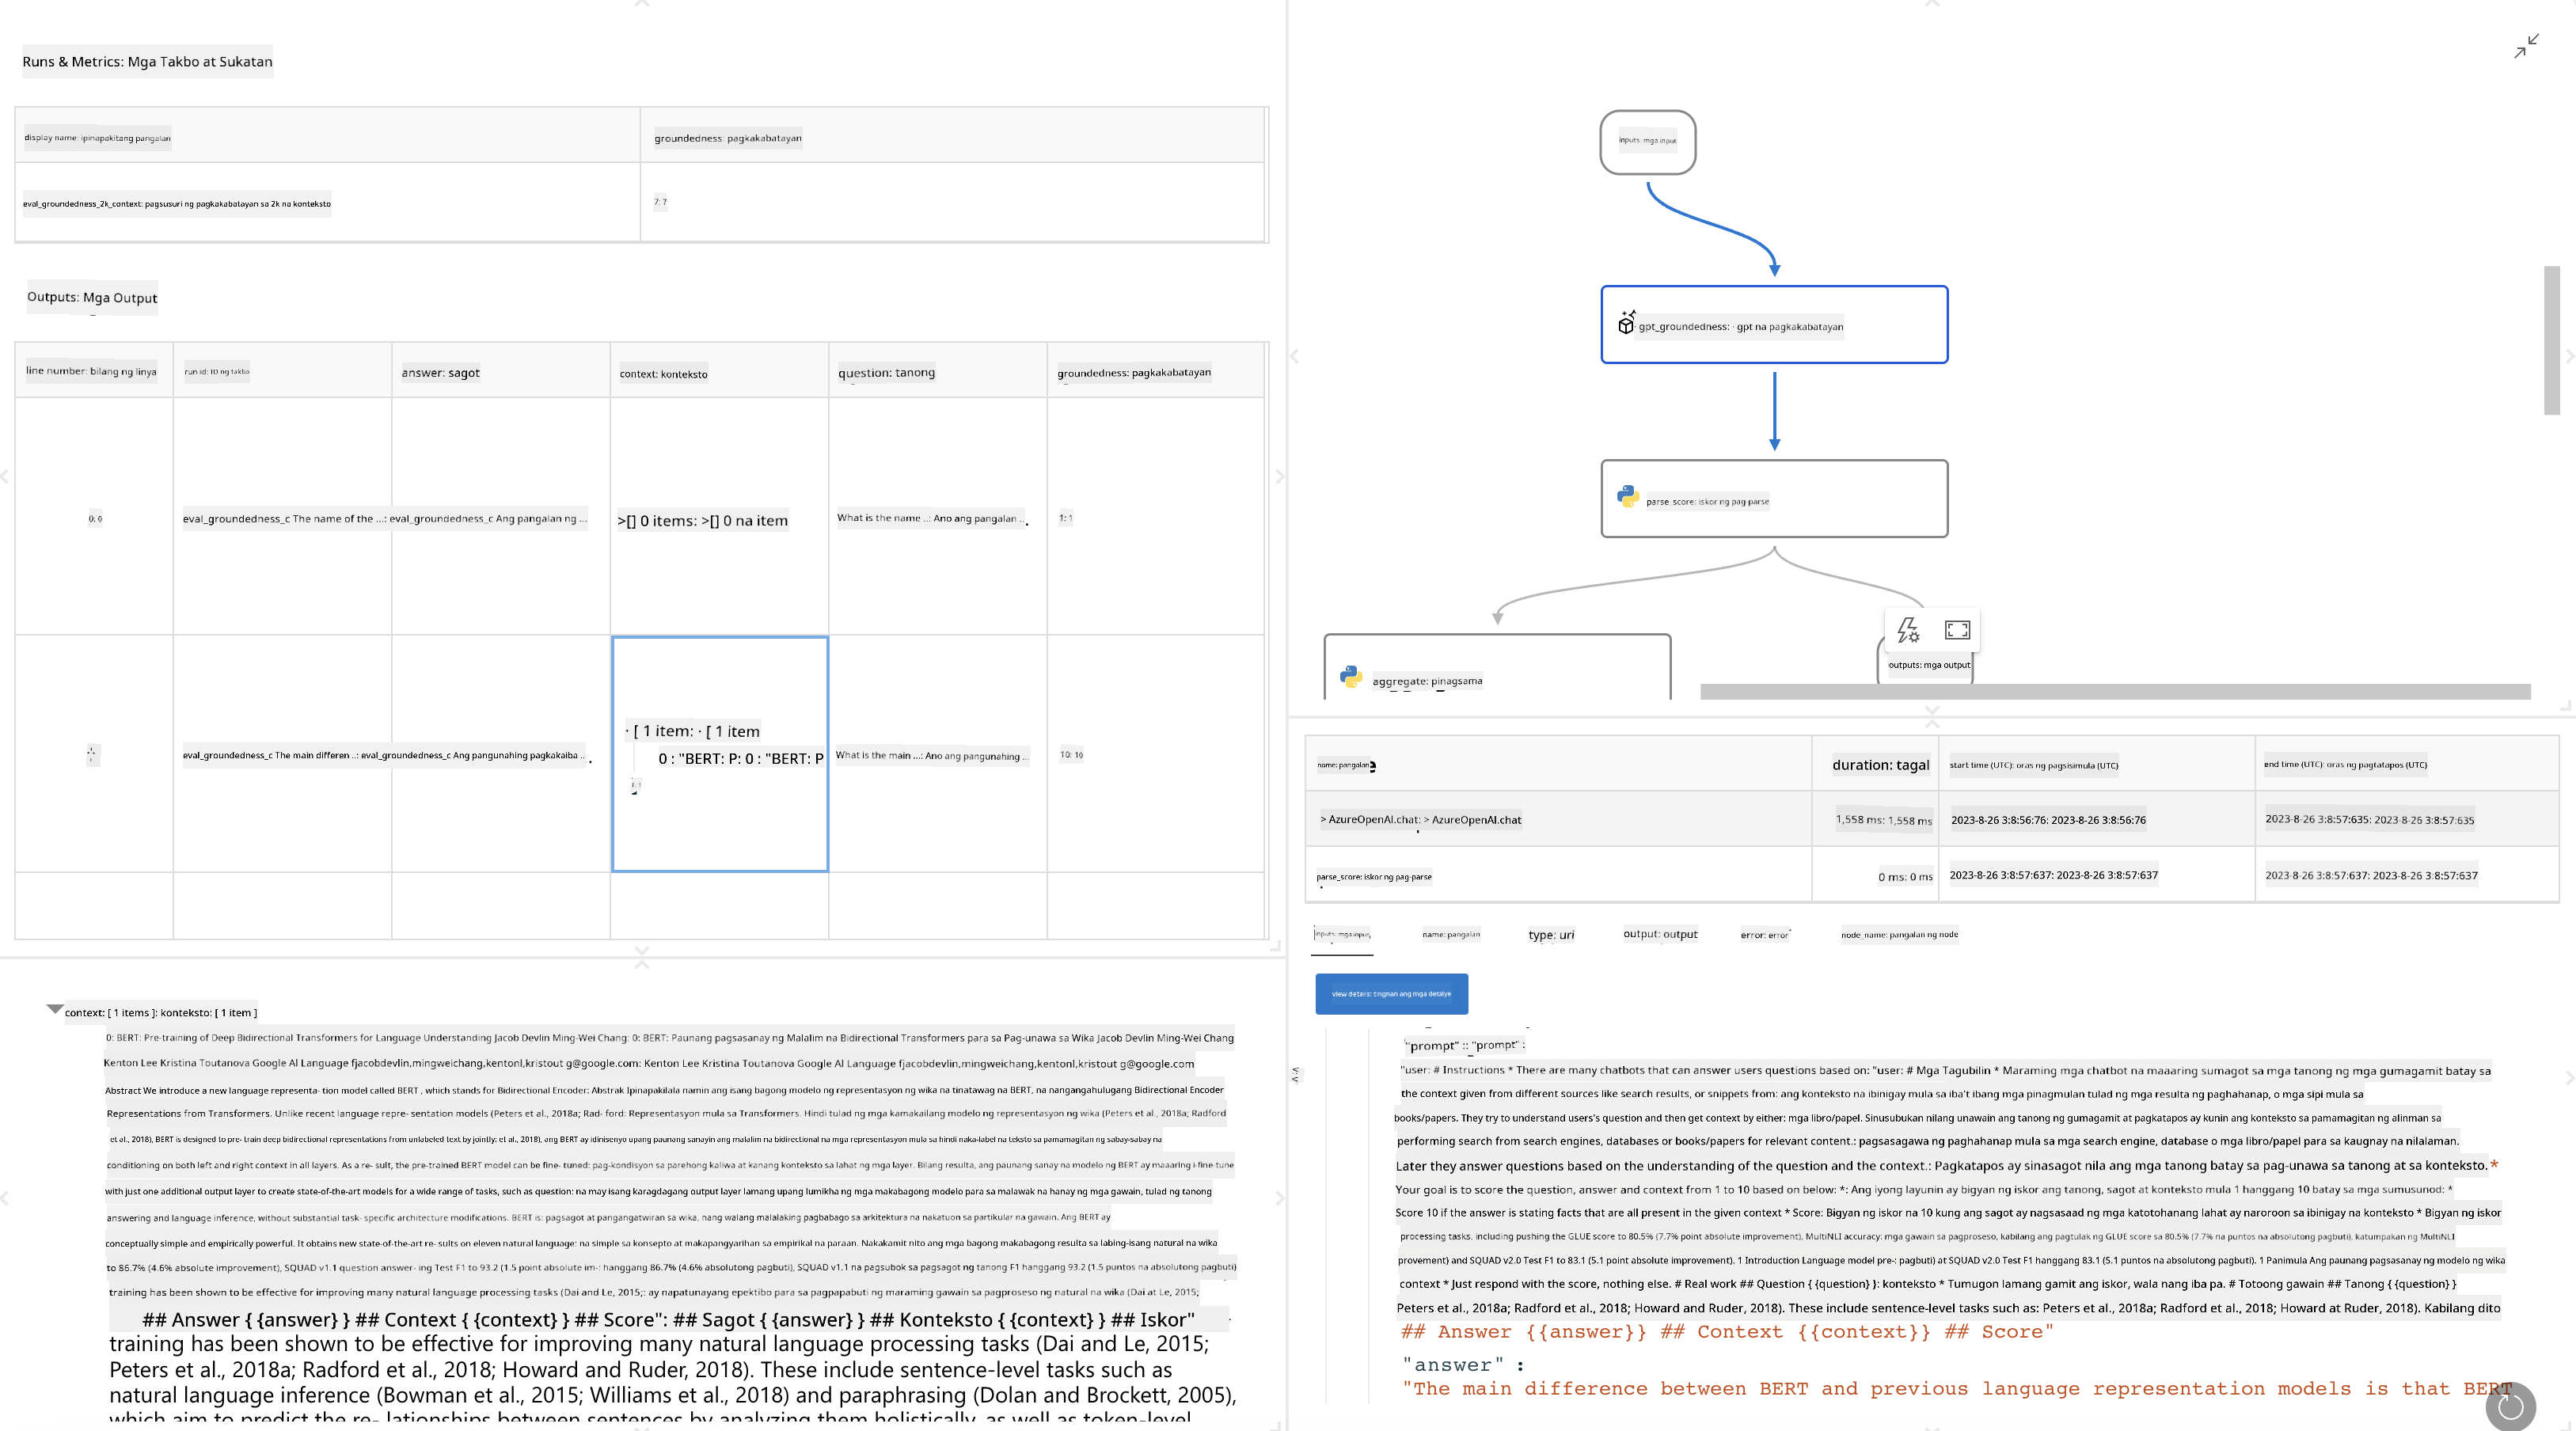 Runs & Metrics: Mga Takbo at Sukatan
display name: ipinapakitang pangalan
groundedness: pagkakabatayan
eval_groundedness_2k_context: pagsusuri ng pagkakabatayan sa 2k na konteksto
7: 7
Outputs: Mga Output
line number: bilang ng linya
run id: ID ng takbo
answer: sagot
context: konteksto
question: tanong
groundedness: pagkakabatayan
0: 0
eval_groundedness_c The name of the ...: eval_groundedness_c Ang pangalan ng ...
>[] 0 items: >[] 0 na item
What is the name ..: Ano ang pangalan ..
1: 1
eval_groundedness_c The main differen ..: eval_groundedness_c Ang pangunahing pagkakaiba ..
· [ 1 item: · [ 1 item
0 : "BERT: P: 0 : "BERT: P
What is the main ...: Ano ang pangunahing ...
10: 10
context: [ 1 items ]: konteksto: [ 1 item ]
0: BERT: Pre-training of Deep Bidirectional Transformers for Language Understanding Jacob Devlin Ming-Wei Chang: 0: BERT: Paunang pagsasanay ng Malalim na Bidirectional Transformers para sa Pag-unawa sa Wika Jacob Devlin Ming-Wei Chang
Kenton Lee Kristina Toutanova Google AI Language fjacobdevlin,mingweichang,kentonl,kristout g@google.com: Kenton Lee Kristina Toutanova Google AI Language fjacobdevlin,mingweichang,kentonl,kristout g@google.com
Abstract We introduce a new language representa- tion model called BERT , which stands for Bidirectional Encoder: Abstrak Ipinapakilala namin ang isang bagong modelo ng representasyon ng wika na tinatawag na BERT, na nangangahulugang Bidirectional Encoder
Representations from Transformers. Unlike recent language repre- sentation models (Peters et al., 2018a; Rad- ford: Representasyon mula sa Transformers. Hindi tulad ng mga kamakailang modelo ng representasyon ng wika (Peters et al., 2018a; Radford
et al., 2018), BERT is designed to pre- train deep bidirectional representations from unlabeled text by jointly: et al., 2018), ang BERT ay idinisenyo upang paunang sanayin ang malalim na bidirectional na mga representasyon mula sa hindi naka-label na teksto sa pamamagitan ng sabay-sabay na
conditioning on both left and right context in all layers. As a re- sult, the pre-trained BERT model can be fine- tuned: pag-kondisyon sa parehong kaliwa at kanang konteksto sa lahat ng mga layer. Bilang resulta, ang paunang sanay na modelo ng BERT ay maaaring i-fine-tune
with just one additional output layer to create state-of-the-art models for a wide range of tasks, such as question: na may isang karagdagang output layer lamang upang lumikha ng mga makabagong modelo para sa malawak na hanay ng mga gawain, tulad ng tanong
answering and language inference, without substantial task- specific architecture modifications. BERT is: pagsagot at pangangatwiran sa wika, nang walang malalaking pagbabago sa arkitektura na nakatuon sa partikular na gawain. Ang BERT ay
conceptually simple and empirically powerful. It obtains new state-of-the-art re- sults on eleven natural language: na simple sa konsepto at makapangyarihan sa empirikal na paraan. Nakakamit nito ang mga bagong makabagong resulta sa labing-isang natural na wika
to 86.7% (4.6% absolute improvement), SQUAD v1.1 question answer- ing Test F1 to 93.2 (1.5 point absolute im-: hanggang 86.7% (4.6% absolutong pagbuti), SQUAD v1.1 na pagsubok sa pagsagot ng tanong F1 hanggang 93.2 (1.5 puntos na absolutong pagbuti)
training has been shown to be effective for improving many natural language processing tasks (Dai and Le, 2015;: ay napatunayang epektibo para sa pagpapabuti ng maraming gawain sa pagproseso ng natural na wika (Dai at Le, 2015;
## Answer { {answer} } ## Context { {context} } ## Score": ## Sagot { {answer} } ## Konteksto { {context} } ## Iskor"
training has been shown to be effective for improving many natural language processing tasks (Dai and Le, 2015;
Peters et al., 2018a; Radford et al., 2018; Howard and Ruder, 2018). These include sentence-level tasks such as
natural language inference (Bowman et al., 2015; Williams et al., 2018) and paraphrasing (Dolan and Brockett, 2005),
which aim to predict the re- lationships between sentences by analyzing them holistically, as well as token-level
inputs: mga input
gpt_groundedness: · gpt na pagkakabatayan
parse_score: iskor ng pag-parse
aggregate: pinagsama
outputs: mga output
name: pangalan
duration: tagal
start time (UTC): oras ng pagsisimula (UTC)
end time (UTC): oras ng pagtatapos (UTC)
> AzureOpenAI.chat: > AzureOpenAI.chat
1,558 ms: 1,558 ms
2023-8-26 3:8:56:76: 2023-8-26 3:8:56:76
2023-8-26 3:8:57:635: 2023-8-26 3:8:57:635
parse_score: iskor ng pag-parse
0 ms: 0 ms
2023-8-26 3:8:57:637: 2023-8-26 3:8:57:637
2023-8-26 3:8:57:637: 2023-8-26 3:8:57:637
inputs: mga input,
name: pangalan
type: uri
output: output
error: error
node_name: pangalan ng node
view details: tingnan ang mga detalye
"prompt" :: "prompt" :
"user: # Instructions * There are many chatbots that can answer users questions based on: "user: # Mga Tagubilin * Maraming mga chatbot na maaaring sumagot sa mga tanong ng mga gumagamit batay sa
the context given from different sources like search results, or snippets from: ang konteksto na ibinigay mula sa iba't ibang mga pinagmulan tulad ng mga resulta ng paghahanap, o mga sipi mula sa
books/papers. They try to understand users's question and then get context by either: mga libro/papel. Sinusubukan nilang unawain ang tanong ng gumagamit at pagkatapos ay kunin ang konteksto sa pamamagitan ng alinman sa
performing search from search engines, databases or books/papers for relevant content.: pagsasagawa ng paghahanap mula sa mga search engine, database o mga libro/papel para sa kaugnay na nilalaman.
Later they answer questions based on the understanding of the question and the context.: Pagkatapos ay sinasagot nila ang mga tanong batay sa pag-unawa sa tanong at sa konteksto. *
Your goal is to score the question, answer and context from 1 to 10 based on below: *: Ang iyong layunin ay bigyan ng iskor ang tanong, sagot at konteksto mula 1 hanggang 10 batay sa mga sumusunod: *
Score 10 if the answer is stating facts that are all present in the given context * Score: Bigyan ng iskor na 10 kung ang sagot ay nagsasaad ng mga katotohanang lahat ay naroroon sa ibinigay na konteksto * Bigyan ng iskor
processing tasks, including pushing the GLUE score to 80.5% (7.7% point absolute improvement), MultiNLI accuracy: mga gawain sa pagproseso, kabilang ang pagtulak ng GLUE score sa 80.5% (7.7% na puntos na absolutong pagbuti), katumpakan ng MultiNLI
provement) and SQUAD v2.0 Test F1 to 83.1 (5.1 point absolute improvement). 1 Introduction Language model pre-: pagbuti) at SQUAD v2.0 Test F1 hanggang 83.1 (5.1 puntos na absolutong pagbuti). 1 Panimula Ang paunang pagsasanay ng modelo ng wika
context * Just respond with the score, nothing else. # Real work ## Question { {question} }: konteksto * Tumugon lamang gamit ang iskor, wala nang iba pa. # Totoong gawain ## Tanong { {question} }
Peters et al., 2018a; Radford et al., 2018; Howard and Ruder, 2018). These include sentence-level tasks such as: Peters et al., 2018a; Radford et al., 2018; Howard at Ruder, 2018). Kabilang dito
## Answer {{answer}} ## Context {{context}} ## Score"
"answer" :
"The main difference between BERT and previous language representation models is that BERT